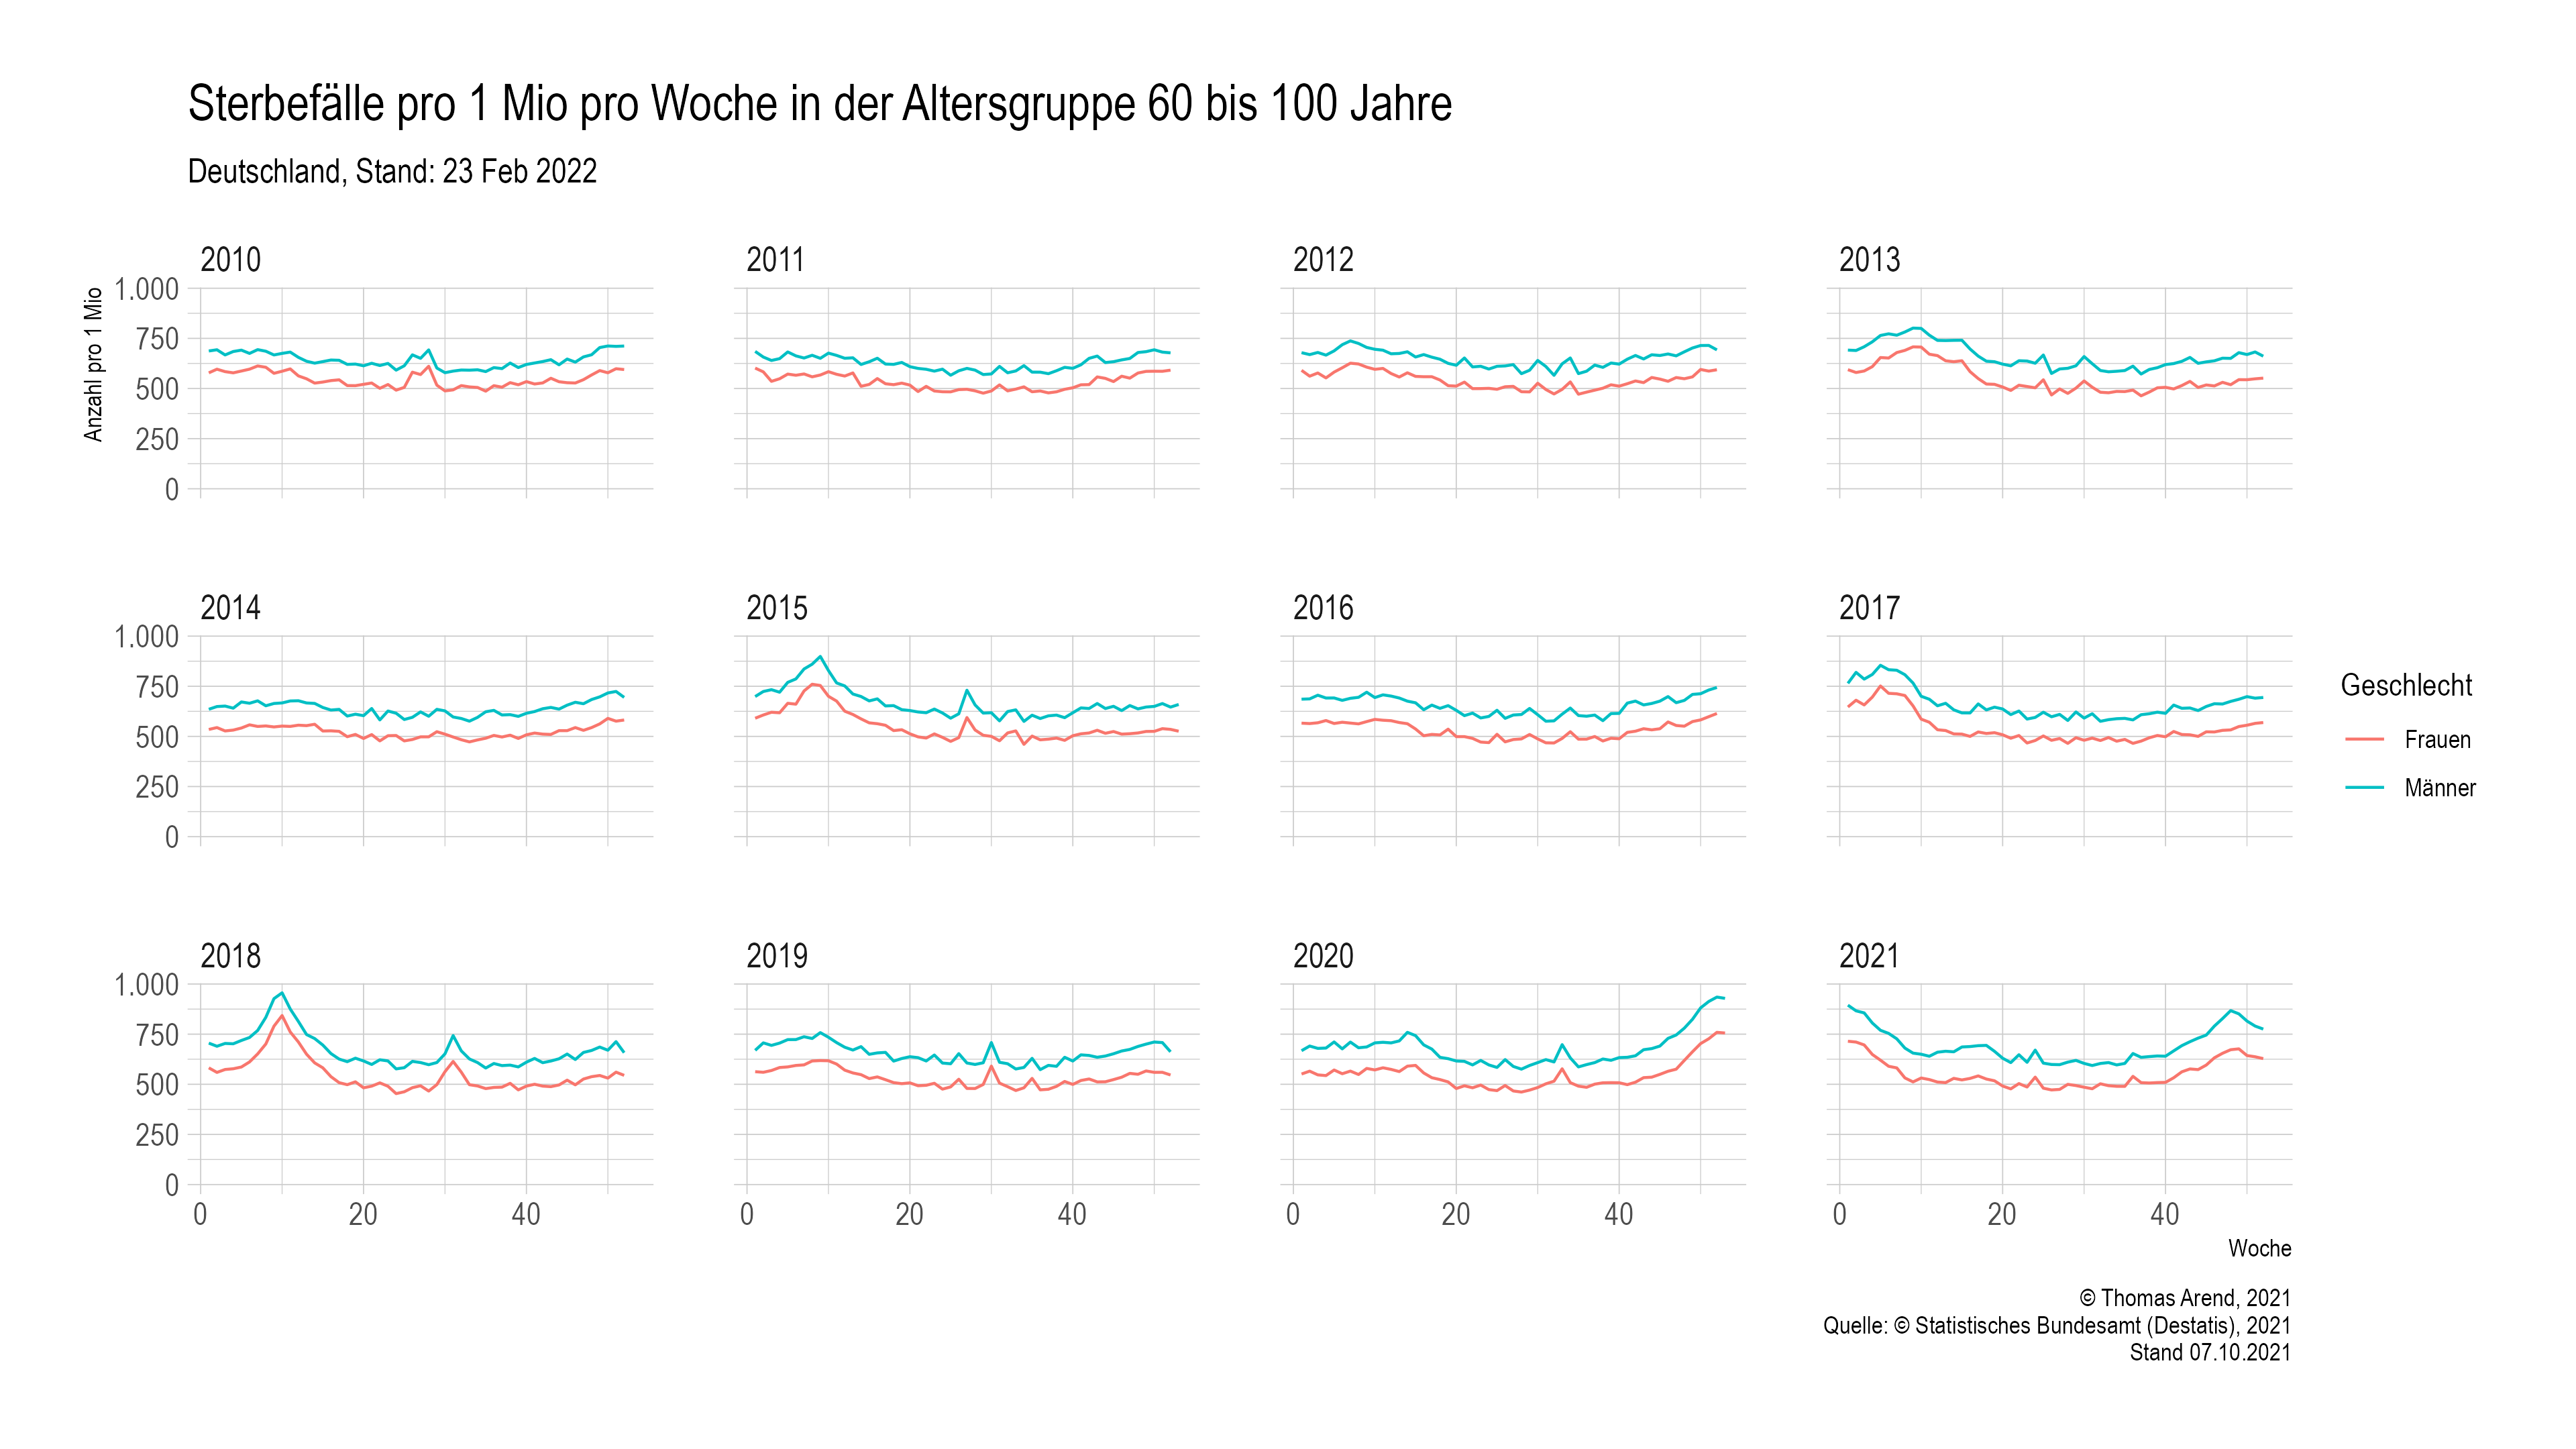 Sterbefälle pro 1 Mio pro Woche in der Altersgruppe 60 bis 100 Jahre
Deutschland, Stand: 23 Feb 2022
2010
2011
2012
2013
Anzahl pro 1 Mio
1.000
750
500
250
0
2014
2015
2016
2017
1.000
750
500
250
0
Geschlecht
Frauen
Männer
2018
2019
2020
2021
1.000
750
500
250
0
0 20 40
0 20 40
0 20 40
0 20 40
Woche
© Thomas Arend, 2021
Quelle: © Statistisches Bundesamt (Destatis), 2021
Stand 07.10.2021